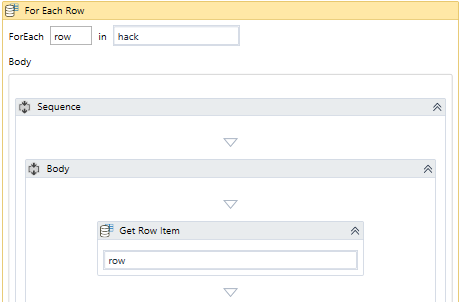 For Each Row
ForEach row in hack
Body
Sequence
Body
Get Row Item
row